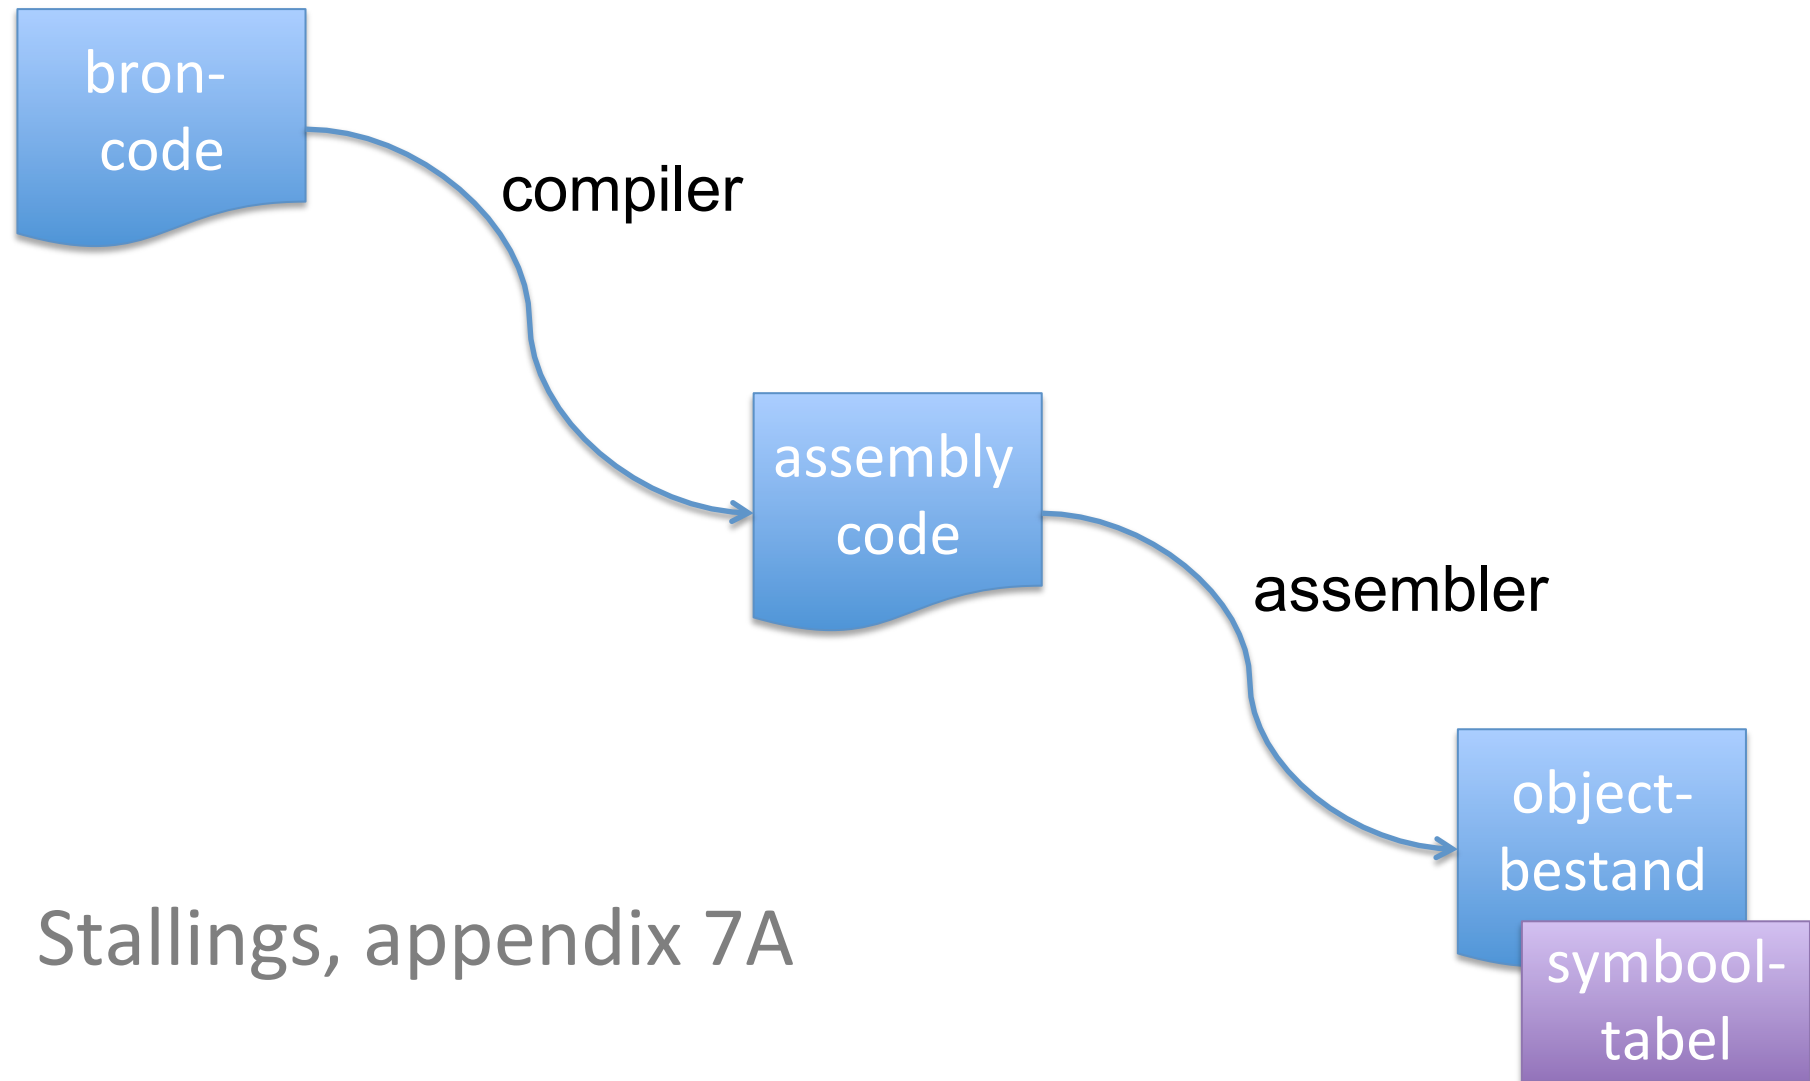 bron-
code
compiler
assembly
code
assembler
object-
bestand
symbool-
tabel
Stallings, appendix 7A